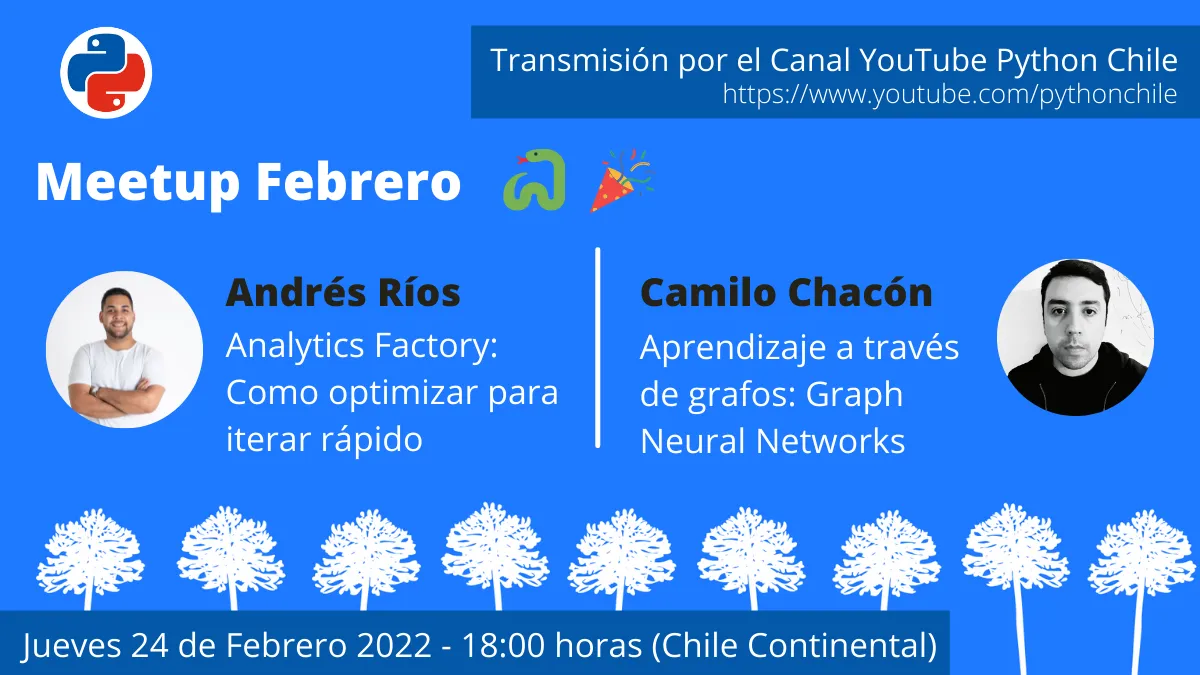 Transmisión por el Canal YouTube Python Chile
https://www.youtube.com/pythonchile
Meetup Febrero
Andrés Ríos
Analytics Factory:
Como optimizar para
iterar rápido
Camilo Chacón
Aprendizaje a través
de grafos: Graph
Neural Networks
Jueves 24 de Febrero 2022 - 18:00 horas (Chile Continental)